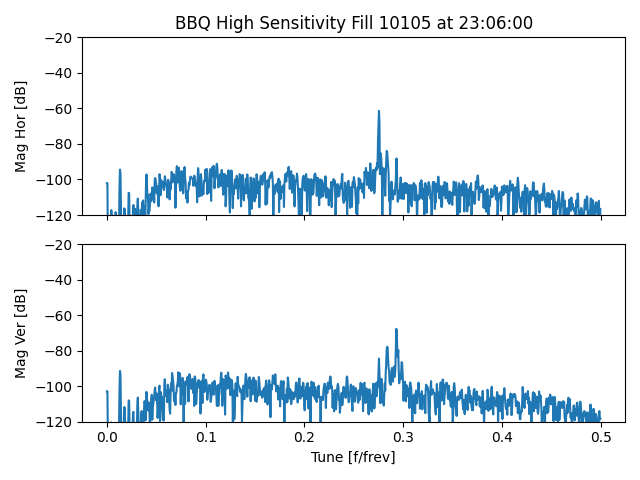 BBQ High Sensitivity Fill 10105 at 23:06:00
Mag Hor [dB]
−20
−40
−60
−80
−100
−120
Mag Ver [dB]
−20
−40
−60
−80
−100
−120
0.0 0.1 0.2 0.3 0.4 0.5
Tune [f/frev]